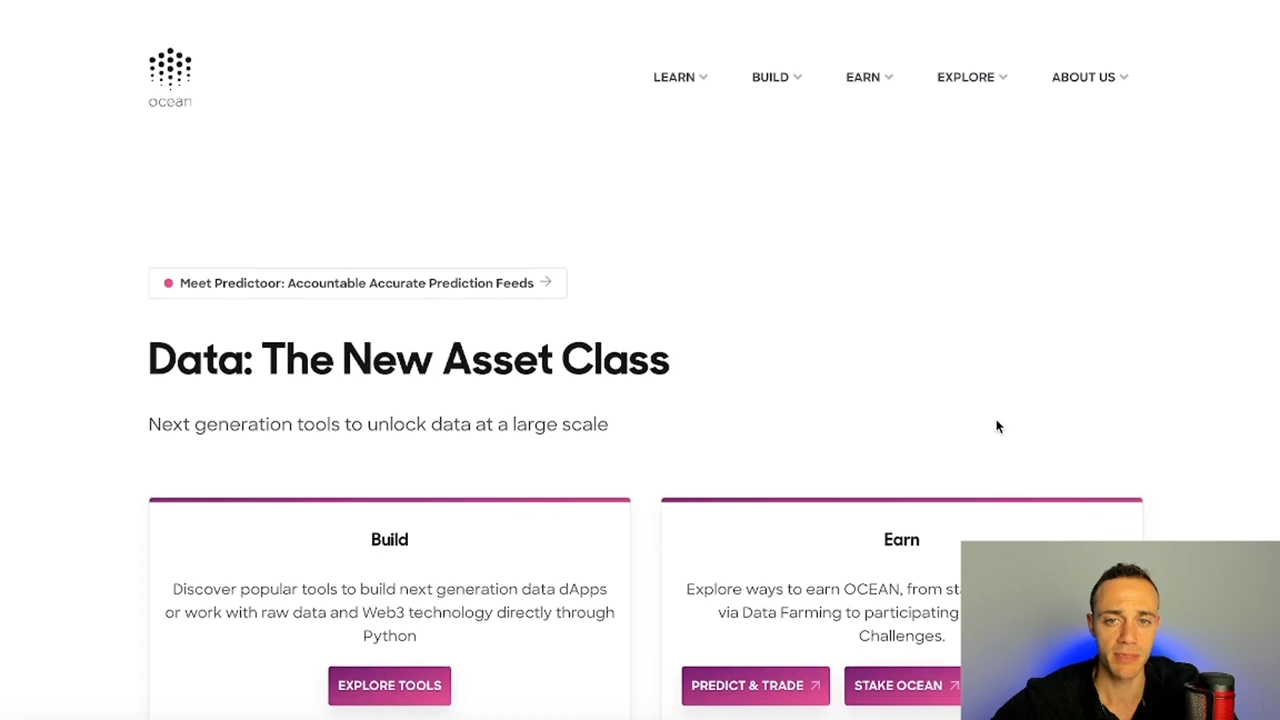 ocean
LEARN
BUILD
EARN
EXPLORE
ABOUT US
Meet Predictoor: Accountable Accurate Prediction Feeds
Data: The New Asset Class
Next generation tools to unlock data at a large scale
Build
Discover popular tools to build next generation data dApps
or work with raw data and Web3 technology directly through
Python
EXPLORE TOOLS
Earn
Explore ways to earn OCEAN, from
via Data Farming to participating
Challenges.
PREDICT & TRADE
STAKE OCEAN